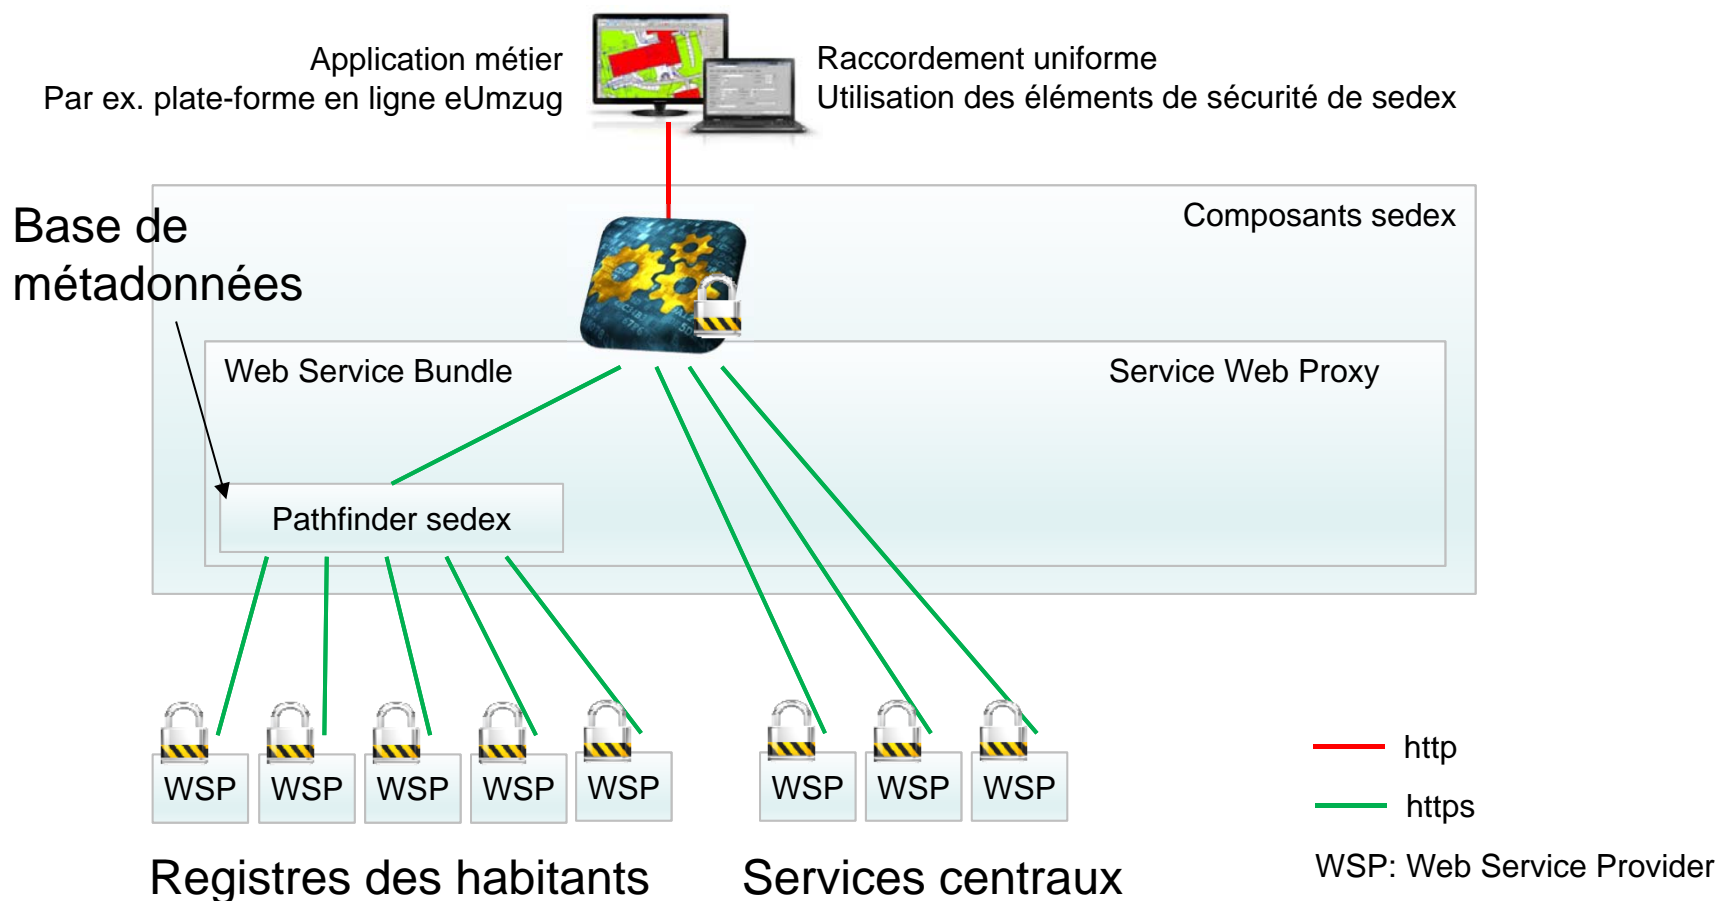 Application métier
Par ex. plate-forme en ligne eUmzug
Raccordement uniforme
Utilisation des éléments de sécurité de sedex
Composants sedex
Base de
métadonnées
Web Service Bundle
Service Web Proxy
Pathfinder sedex
WSP
WSP
WSP
WSP
WSP
WSP
WSP
WSP
Registres des habitants
Services centraux
http
https
WSP: Web Service Provider